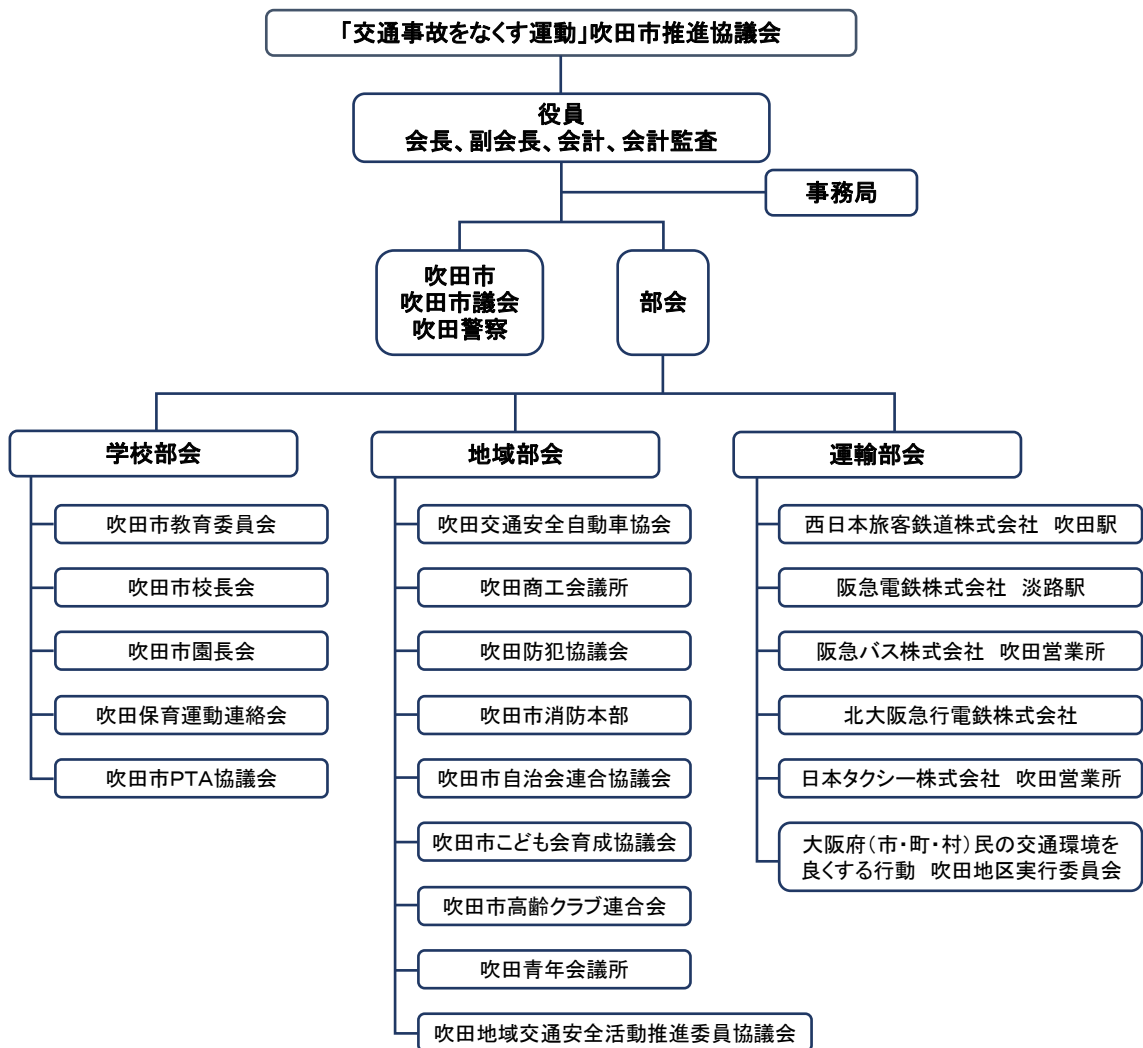 「交通事故をなくす運動」吹田市推進協議会
役員
会長、副会長、会計、会計監査
事務局
吹田市
吹田市議会
吹田警察
部会
学校部会
吹田市教育委員会
吹田市校長会
吹田市園長会
吹田保育運動連絡会
吹田市PTA協議会
地域部会
吹田交通安全自動車協会
吹田商工会議所
吹田防犯協議会
吹田市消防本部
吹田市自治会連合協議会
吹田市こども会育成協議会
吹田市高齢クラブ連合会
吹田青年会議所
吹田地域交通安全活動推進委員協議会
運輸部会
西日本旅客鉄道株式会社 吹田駅
阪急電鉄株式会社 淡路駅
阪急バス株式会社 吹田営業所
北大阪急行電鉄株式会社
日本タクシー株式会社 吹田営業所
大阪府(市・町・村)民の交通環境を
良くする行動 吹田地区実行委員会